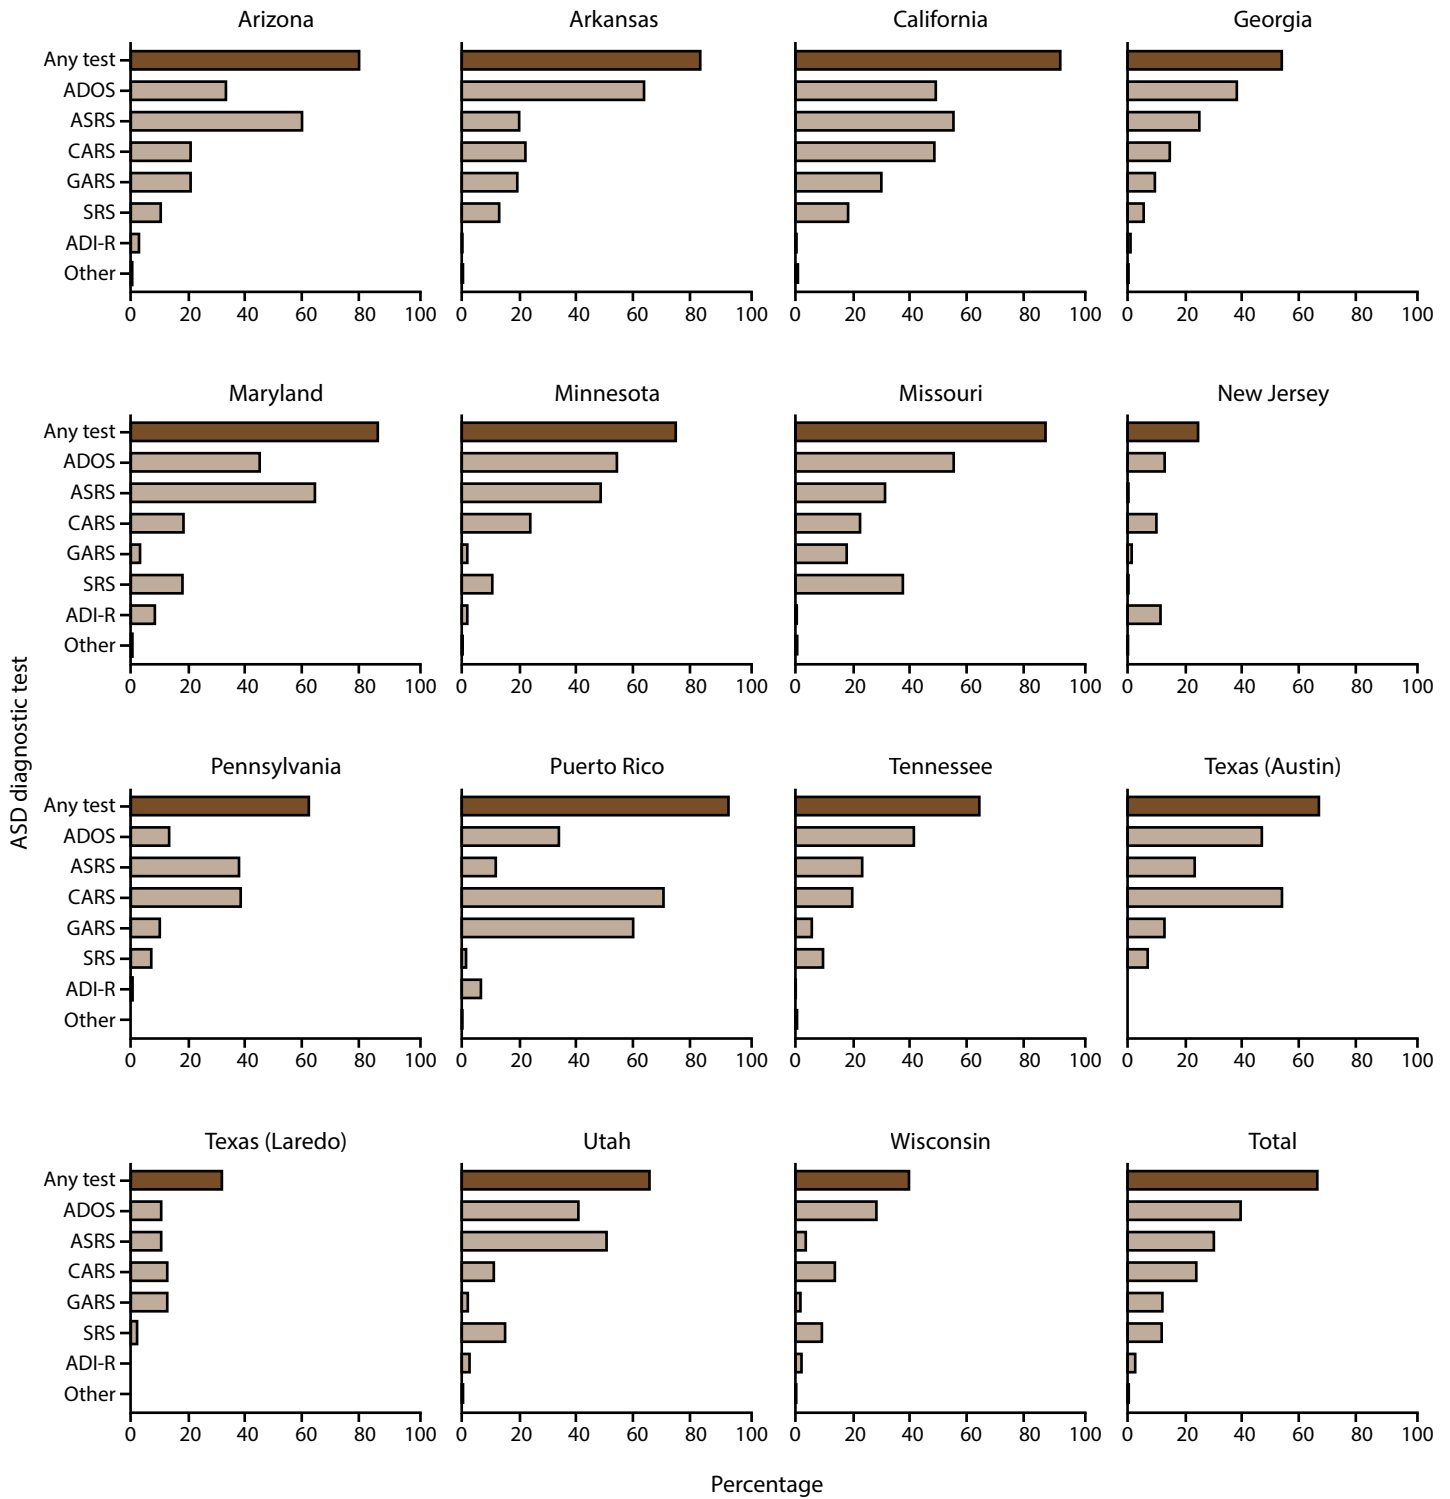 Arizona Arkansas California Georgia
Any test
ADOS
ASRS
CARS
GARS
SRS
ADI-R
Other
0 20 40 60 80 100 0 20 40 60 80 100 0 20 40 60 80 100 0 20 40 60 80 100
Maryland Minnesota Missouri New Jersey
Any test
ADOS
ASRS
CARS
GARS
SRS
ADI-R
Other
0 20 40 60 80 100 0 20 40 60 80 100 0 20 40 60 80 100 0 20 40 60 80 100
ASD diagnostic test
Pennsylvania Puerto Rico Tennessee Texas (Austin)
Any test
ADOS
ASRS
CARS
GARS
SRS
ADI-R
Other
0 20 40 60 80 100 0 20 40 60 80 100 0 20 40 60 80 100 0 20 40 60 80 100
Texas (Laredo) Utah Wisconsin Total
Any test
ADOS
ASRS
CARS
GARS
SRS
ADI-R
Other
0 20 40 60 80 100 0 20 40 60 80 100 0 20 40 60 80 100 0 20 40 60 80 100
Percentage